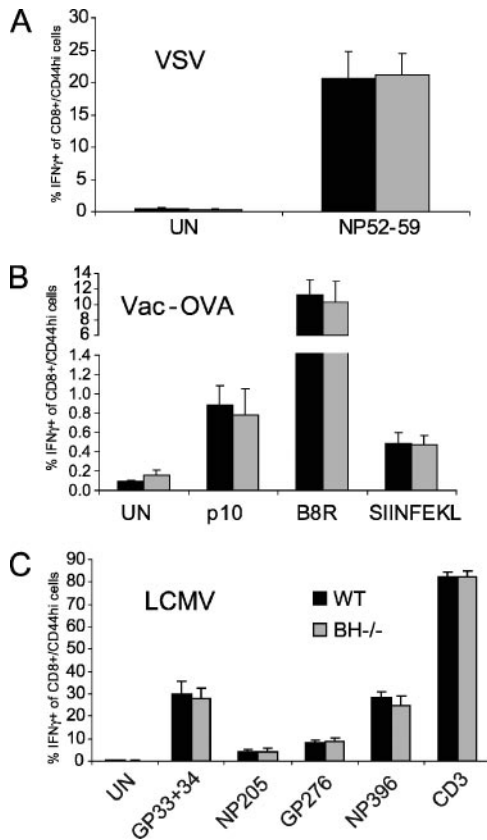 A
VSV
% IFNγ+ of CD8+/CD44hi cells
30
25
20
15
10
5
0
UN NP52-59
B
Vac-OVA
% IFNγ+ of CD8+/CD44hi cells
14
12
10
8
6
1.4
1.2
1.0
0.8
0.6
0.4
0.2
0.0
UN p10 B8R SIINFEKL
C
LCMV
% IFNγ+ of CD8+/CD44hi cells
90
80
70
60
50
40
30
20
10
0
WT
BH-/-
UN GP33+34 NP205 GP276 NP396 CD3